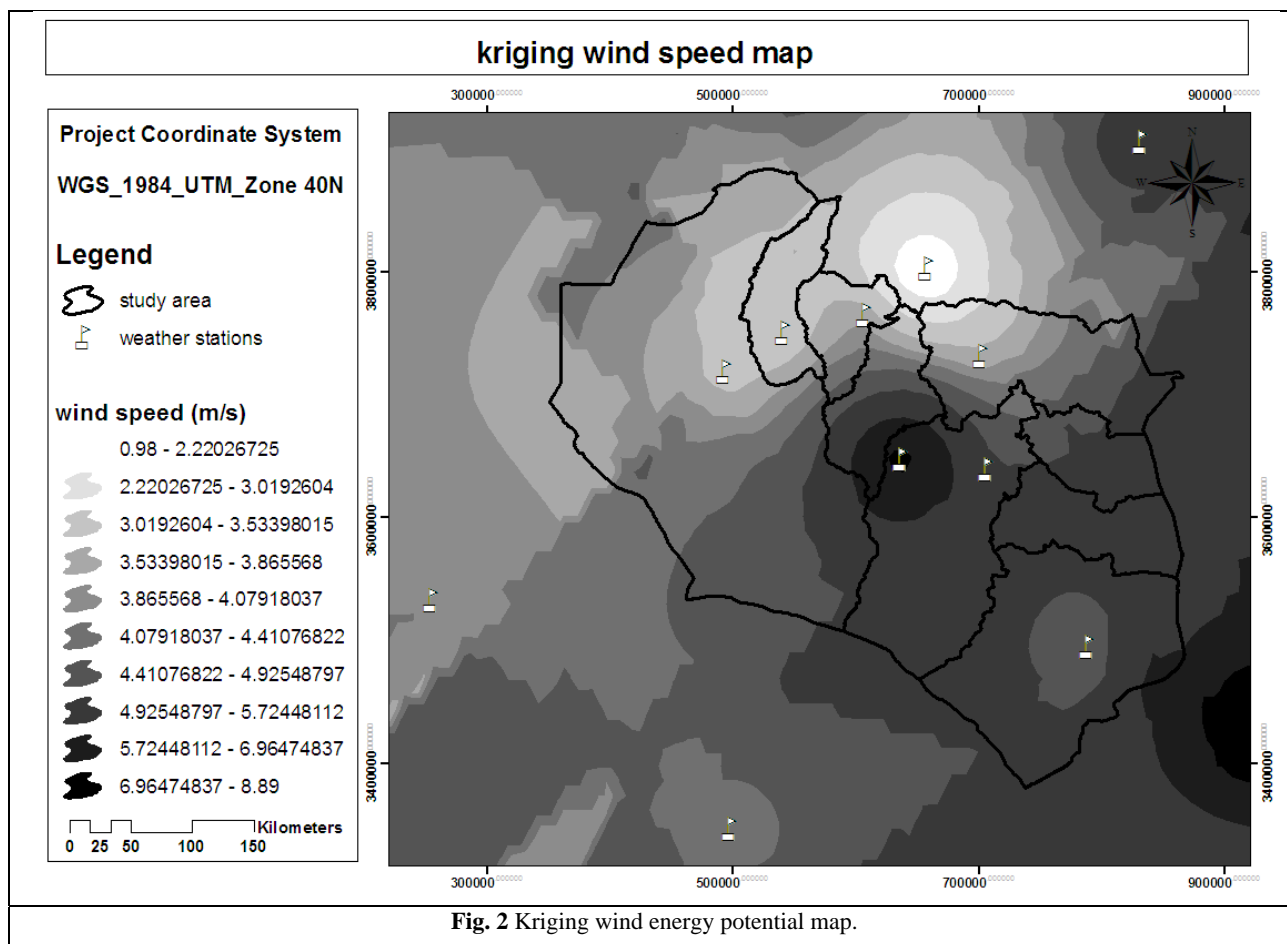 kriging wind speed map
Project Coordinate System
WGS_1984_UTM_Zone 40N
Legend
study area
weather stations
wind speed (m/s)
0.98 - 2.22026725
2.22026725 - 3.0192604
3.0192604 - 3.53398015
3.53398015 - 3.865568
3.865568 - 4.07918037
4.07918037 - 4.41076822
4.41076822 - 4.92548797
4.92548797 - 5.72448112
5.72448112 - 6.96474837
6.96474837 - 8.89
Kilometers
0 25 50 100 150
300000 500000 700000 900000
N
W E
S
3800000 3800000
3600000 3600000
3400000 3400000
300000 500000 700000 900000
Fig. 2 Kriging wind energy potential map.